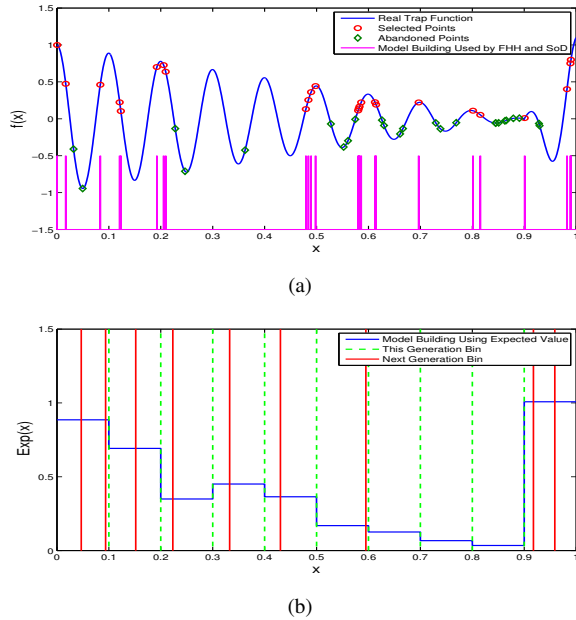 1.5
Real Trap Function
Selected Points
Abandoned Points
Model Building Used by FHH and SoD
1
0.5
f(x)
0
−0.5
−1
−1.5
0 0.1 0.2 0.3 0.4 0.5 0.6 0.7 0.8 0.9 1
x
(a)
1.5
Model Building Using Expected Value
This Generation Bin
Next Generation Bin
1
Exp(x)
0.5
0
0 0.1 0.2 0.3 0.4 0.5 0.6 0.7 0.8 0.9 1
x
(b)